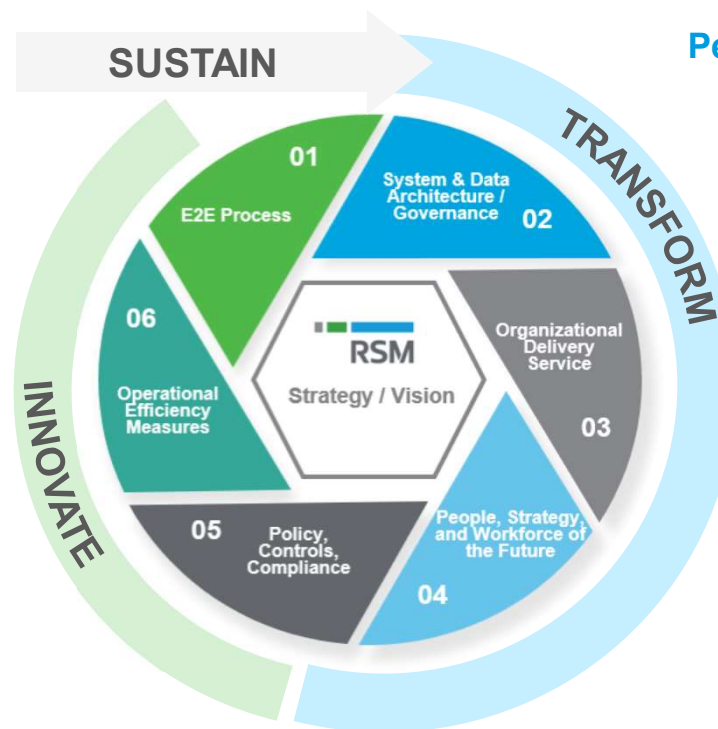 SUSTAIN
Pe
TRANSFORM
01
E2E Process
System & Data
Architecture /
Governance
02
Organizational
Delivery
Service
03
People, Strategy,
and Workforce of
the Future
04
05
Policy,
Controls,
Compliance
06
Operational
Efficiency
Measures
RSM
Strategy / Vision
INNOVATE